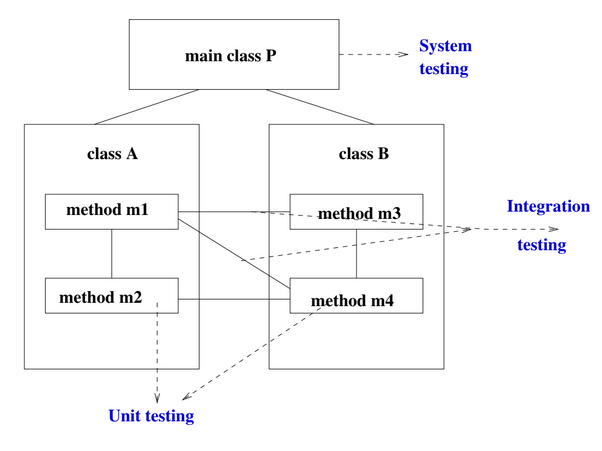 main class P
System
testing
class A
class B
method m1
method m3
Integration
testing
method m2
method m4
Unit testing